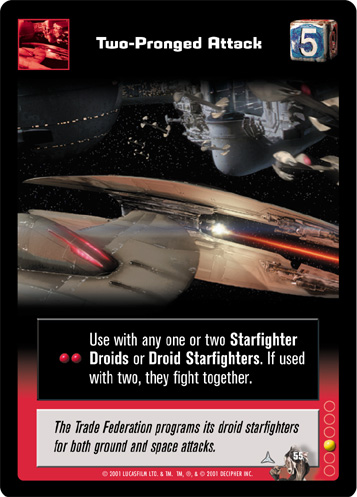 Two-Pronged Attack
5
Use with any one or two Starfighter
Droids or Droid Starfighters. If used
with two, they fight together.
The Trade Federation programs its droid starfighters
for both ground and space attacks.
55
© 2001 LUCASFILM LTD. & TM. TM, ®, & © 2001 DECIPHER INC.